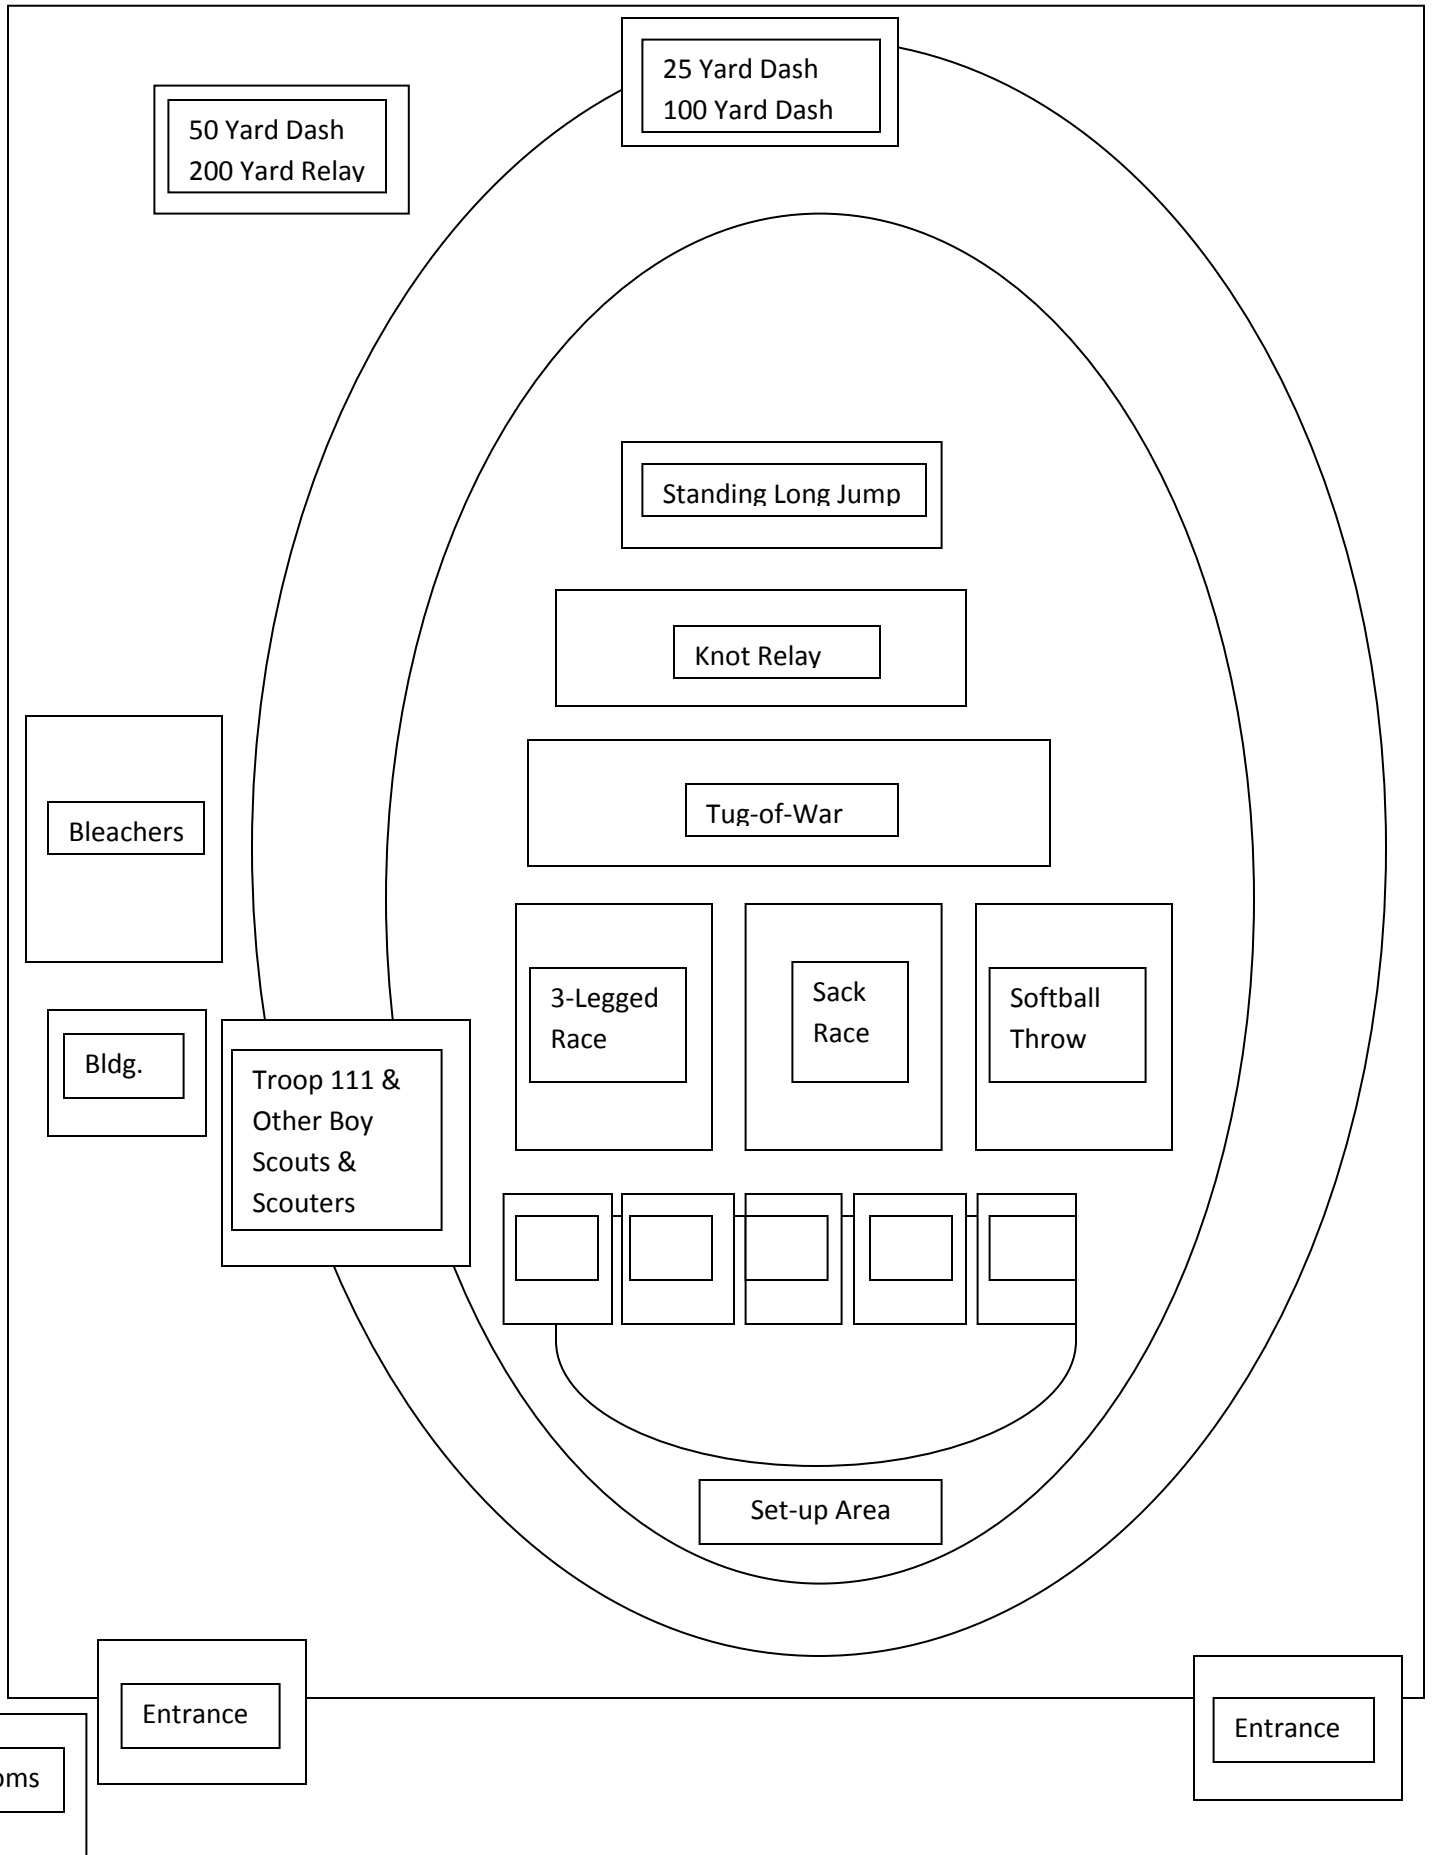 25 Yard Dash
100 Yard Dash
50 Yard Dash
200 Yard Relay
Standing Long Jump
Knot Relay
Tug-of-War
Bleachers
3-Legged
Race
Sack
Race
Softball
Throw
Bldg.
Troop 111 &
Other Boy
Scouts &
Scouters
Set-up Area
Entrance
Entrance
oms